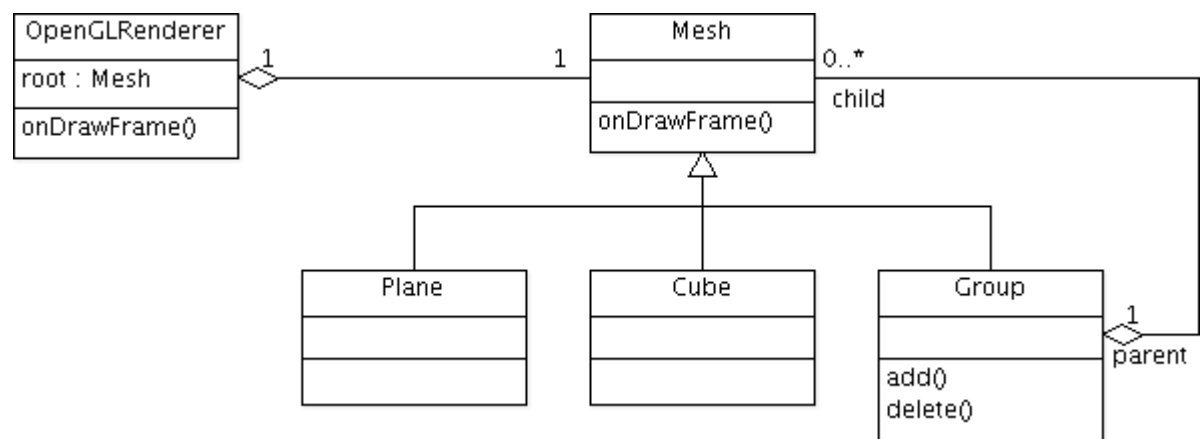 OpenGLRenderer
root : Mesh
onDrawFrame()
1
1
Mesh
onDrawFrame()
0..*
child
Plane
Cube
Group
add()
delete()
1
parent